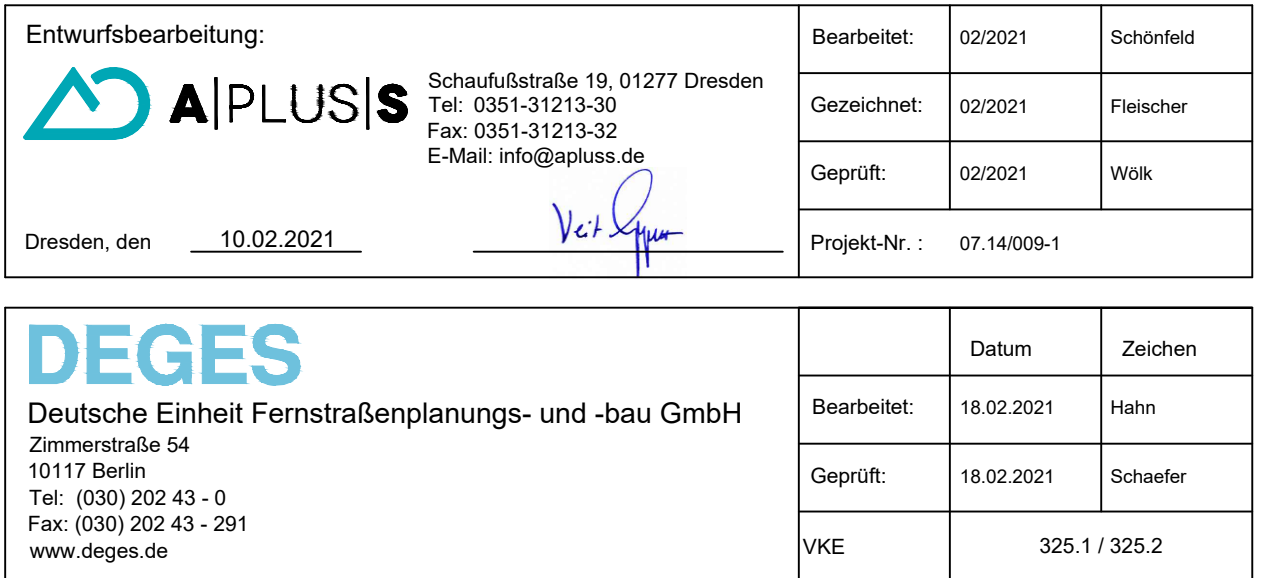 Entwurfsbearbeitung:
A|PLUS|S
Schaufußstraße 19, 01277 Dresden
Tel: 0351-31213-30
Fax: 0351-31213-32
E-Mail: info@apluss.de
Dresden, den 10.02.2021
Veit
Bearbeitet: 02/2021 Schönfeld
Gezeichnet: 02/2021 Fleischer
Geprüft: 02/2021 Wölk
Projekt-Nr. : 07.14/009-1
DEGES
Deutsche Einheit Fernstraßenplanungs- und -bau GmbH
Zimmerstraße 54
10117 Berlin
Tel: (030) 202 43 - 0
Fax: (030) 202 43 - 291
www.deges.de
Datum Zeichen
Bearbeitet: 18.02.2021 Hahn
Geprüft: 18.02.2021 Schaefer
VKE 325.1 / 325.2